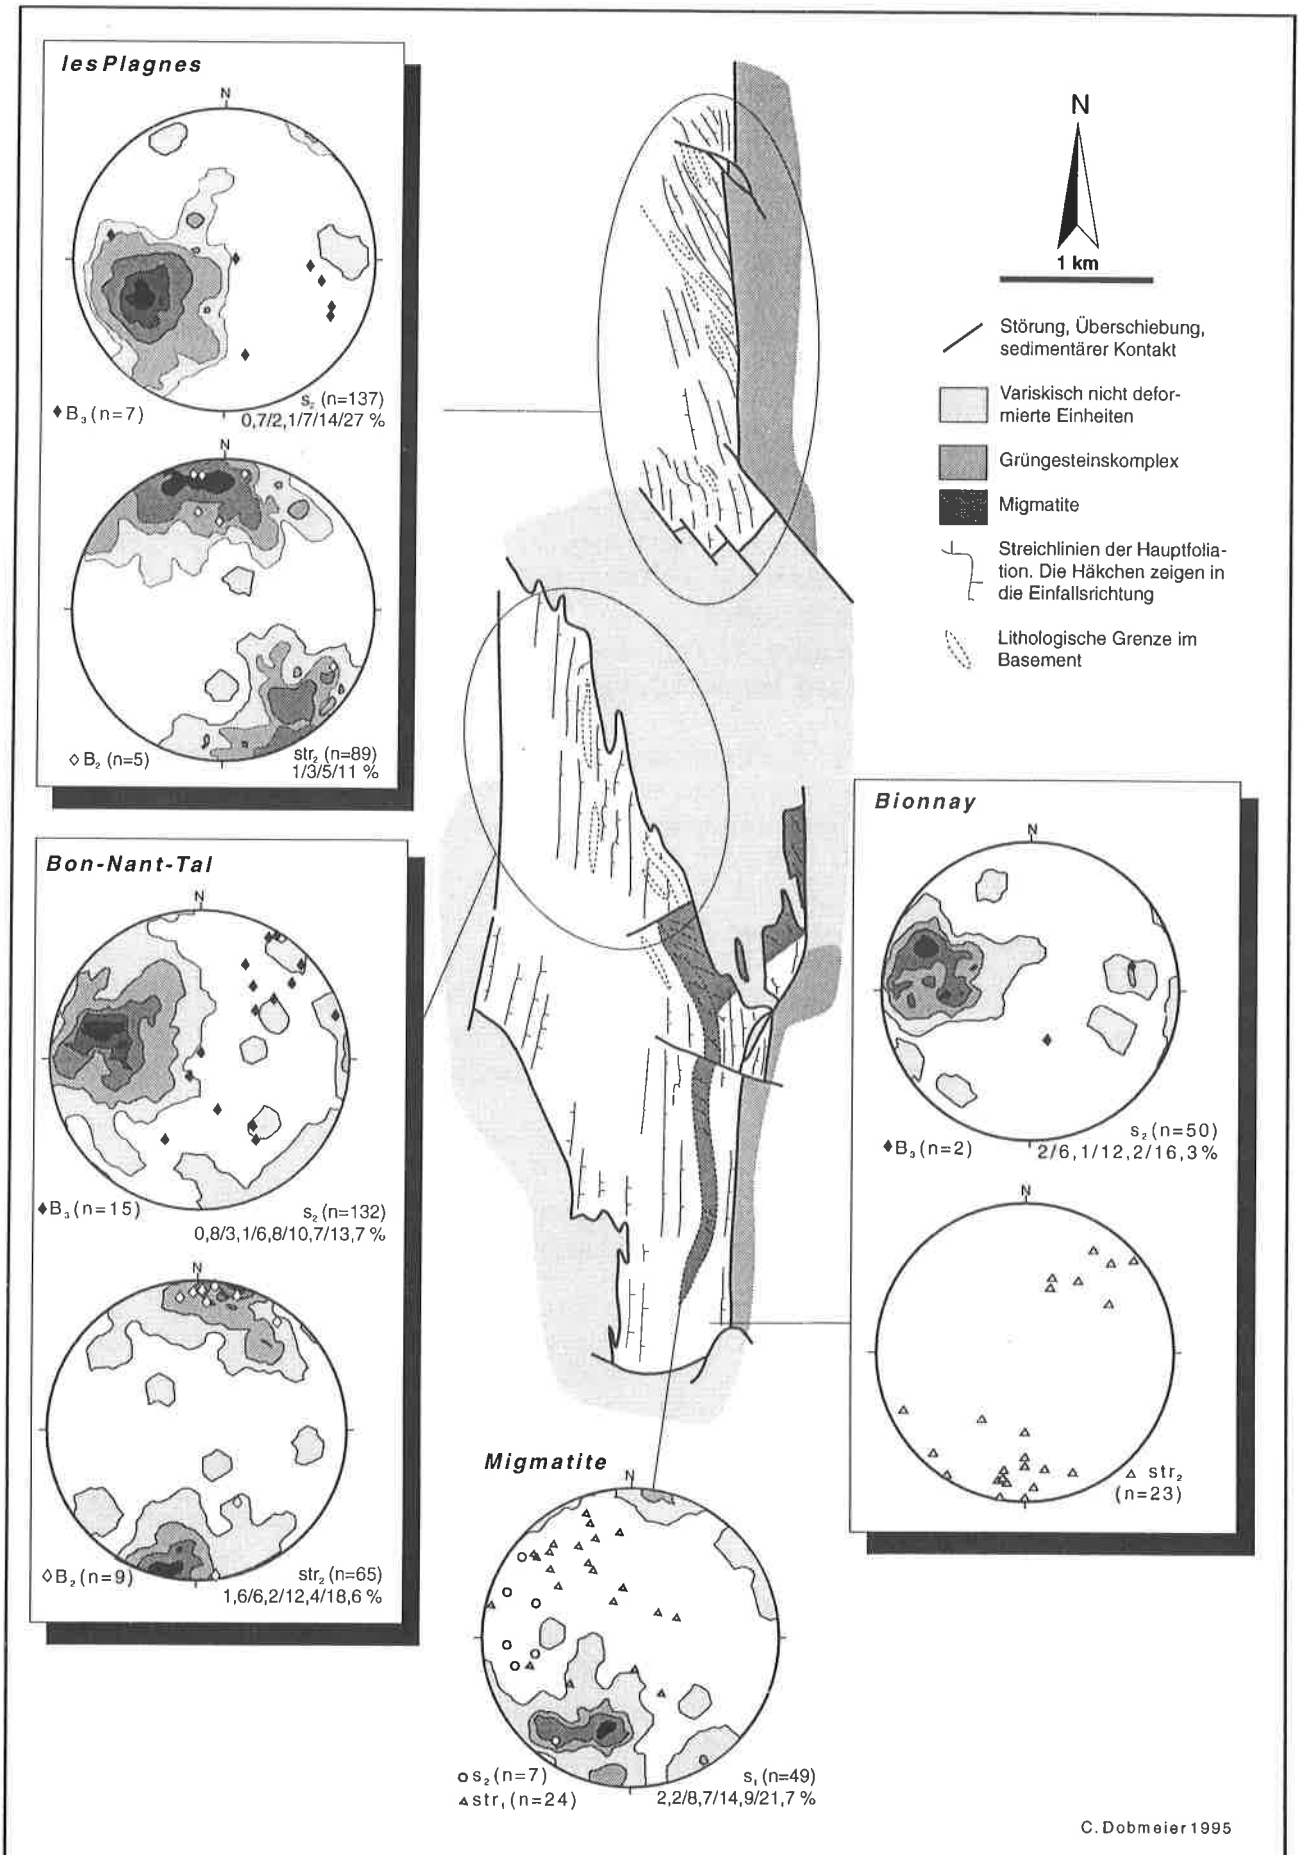 les Plagnes
N
◆ B₃ (n=7)
s₂ (n=137)
0,7/2,1/7/14/27 %
N
◇ B₂ (n=5)
str₂ (n=89)
1/3/5/11 %
Bon-Nant-Tal
N
◆B₃ (n=15)
s₂ (n=132)
0,8/3,1/6,8/10,7/13,7 %
N
◇B₂ (n=9)
str₂ (n=65)
1,6/6,2/12,4/18,6 %
N
1 km
Störung, Überschiebung,
sedimentärer Kontakt
Variskisch nicht defor-
mierte Einheiten
Grüngesteinskomplex
Migmatite
Streichlinien der Hauptfolia-
tion. Die Häkchen zeigen in
die Einfallsrichtung
Lithologische Grenze im
Basement
Bionnay
N
◆B₃ (n=2)
s₂ (n=50)
2/6,1/12,2/16,3 %
N
△ str₂
(n=23)
Migmatite
N
o s₂ (n=7)
▵ str₁ (n=24)
s₁ (n=49)
2,2/8,7/14,9/21,7 %
C. Dobmeier 1995